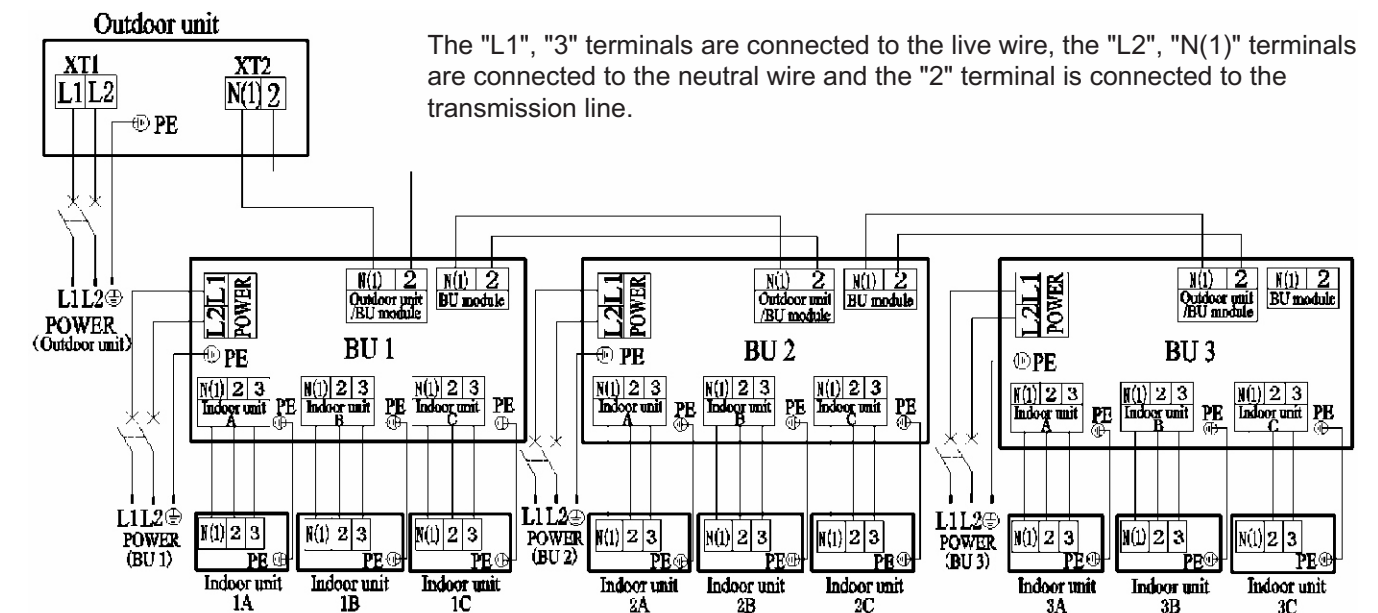 Outdoor unit
The "L1", "3" terminals are connected to the live wire, the "L2", "N(1)" terminals
are connected to the neutral wire and the "2" terminal is connected to the
transmission line.
XT1 XT2
L1 L2 N(1) 2
PE
L1 L2
POWER
(Outdoor unit)
L2 L1
POWER
N(1) 2
Outdoor unit
/BU module
N(1) 2
BU module
BU 1
PE
N(1) 2 3
Indoor unit
A
PE
N(1) 2 3
Indoor unit
B
PE
N(1) 2 3
Indoor unit
C
PE
L2 L1
POWER
N(1) 2
Outdoor unit
/BU module
N(1) 2
BU module
BU 2
PE
N(1) 2 3
Indoor unit
A
PE
N(1) 2 3
Indoor unit
B
PE
N(1) 2 3
Indoor unit
C
PE
L2 L1
POWER
N(1) 2
Outdoor unit
/BU module
N(1) 2
BU module
BU 3
PE
N(1) 2 3
Indoor unit
A
PE
N(1) 2 3
Indoor unit
B
PE
N(1) 2 3
Indoor unit
C
PE
L1 L2
POWER
(BU 1)
N(1) 2 3
PE
Indoor unit
1A
N(1) 2 3
PE
Indoor unit
1B
N(1) 2 3
PE
Indoor unit
1C
L1 L2
POWER
(BU 2)
N(1) 2 3
PE
Indoor unit
2A
N(1) 2 3
PE
Indoor unit
2B
N(1) 2 3
PE
Indoor unit
2C
L1 L2
POWER
(BU 3)
N(1) 2 3
PE
Indoor unit
3A
N(1) 2 3
PE
Indoor unit
3B
N(1) 2 3
PE
Indoor unit
3C